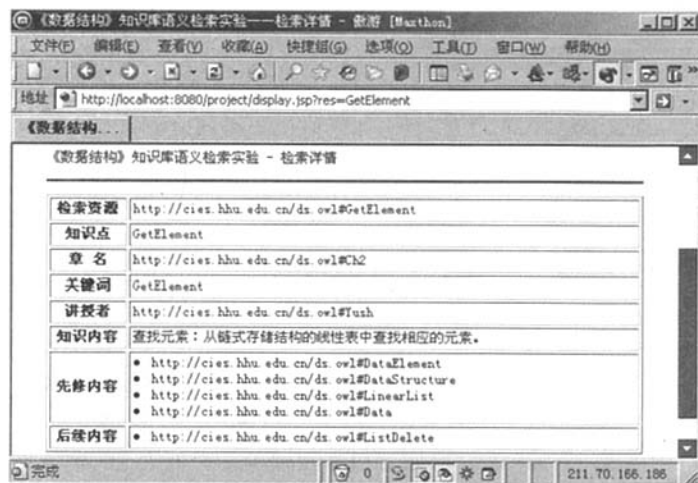 《数据结构》知识库语义检索实验——检索详情 - 傲游 [Maxthon]
文件(F) 编辑(E) 查看(V) 收藏(A) 快捷组(G) 选项(O) 工具(T) 窗口(W) 帮助(H)
地址 http://localhost:8080/project/display.jsp?res=GetElement
《数据结构...
《数据结构》知识库语义检索实验 - 检索详情
检索资源 http://cies.hhu.edu.cn/ds.owl#GetElement
知识点 GetElement
章 名 http://cies.hhu.edu.cn/ds.owl#Ch2
关键词 GetElement
讲授者 http://cies.hhu.edu.cn/ds.owl#Yush
知识内容 查找元素：从链式存储结构的线性表中查找相应的元素。
先修内容
• http://cies.hhu.edu.cn/ds.owl#DataElement
• http://cies.hhu.edu.cn/ds.owl#DataStructure
• http://cies.hhu.edu.cn/ds.owl#LinearList
• http://cies.hhu.edu.cn/ds.owl#Data
后续内容 • http://cies.hhu.edu.cn/ds.owl#ListDelete
完成 0 211.70.166.186